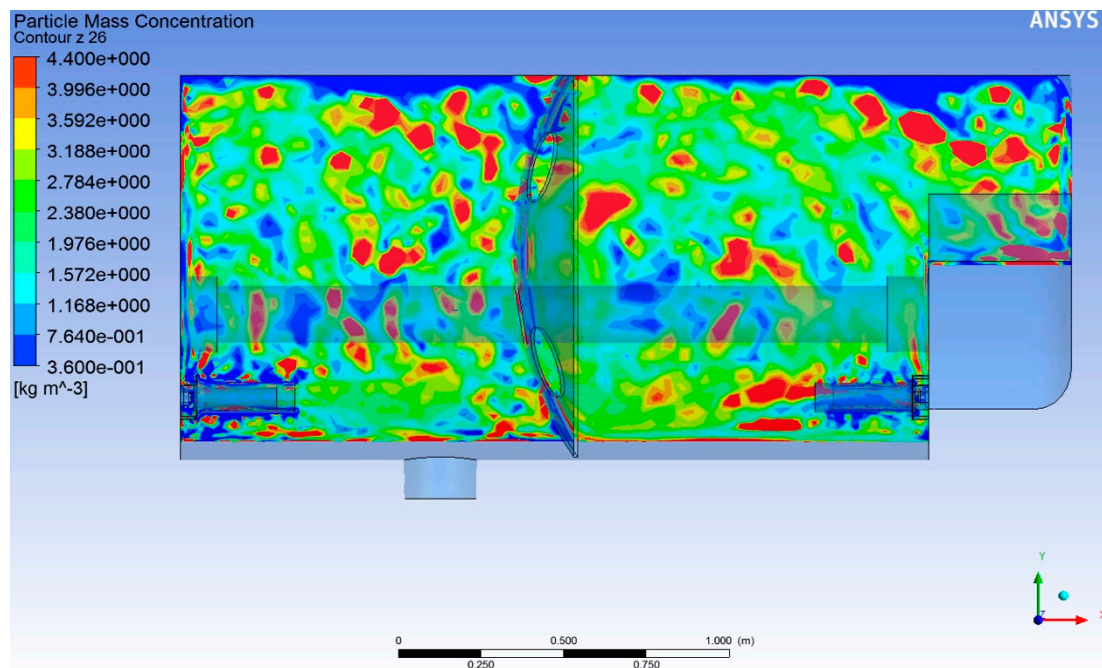 Particle Mass Concentration
Contour z 26
ANSYS
4.400e+000
3.996e+000
3.592e+000
3.188e+000
2.784e+000
2.380e+000
1.976e+000
1.572e+000
1.168e+000
7.640e-001
3.600e-001
[kg m^-3]
Y
Z
X
0 0.500 1.000 (m)
0.250 0.750